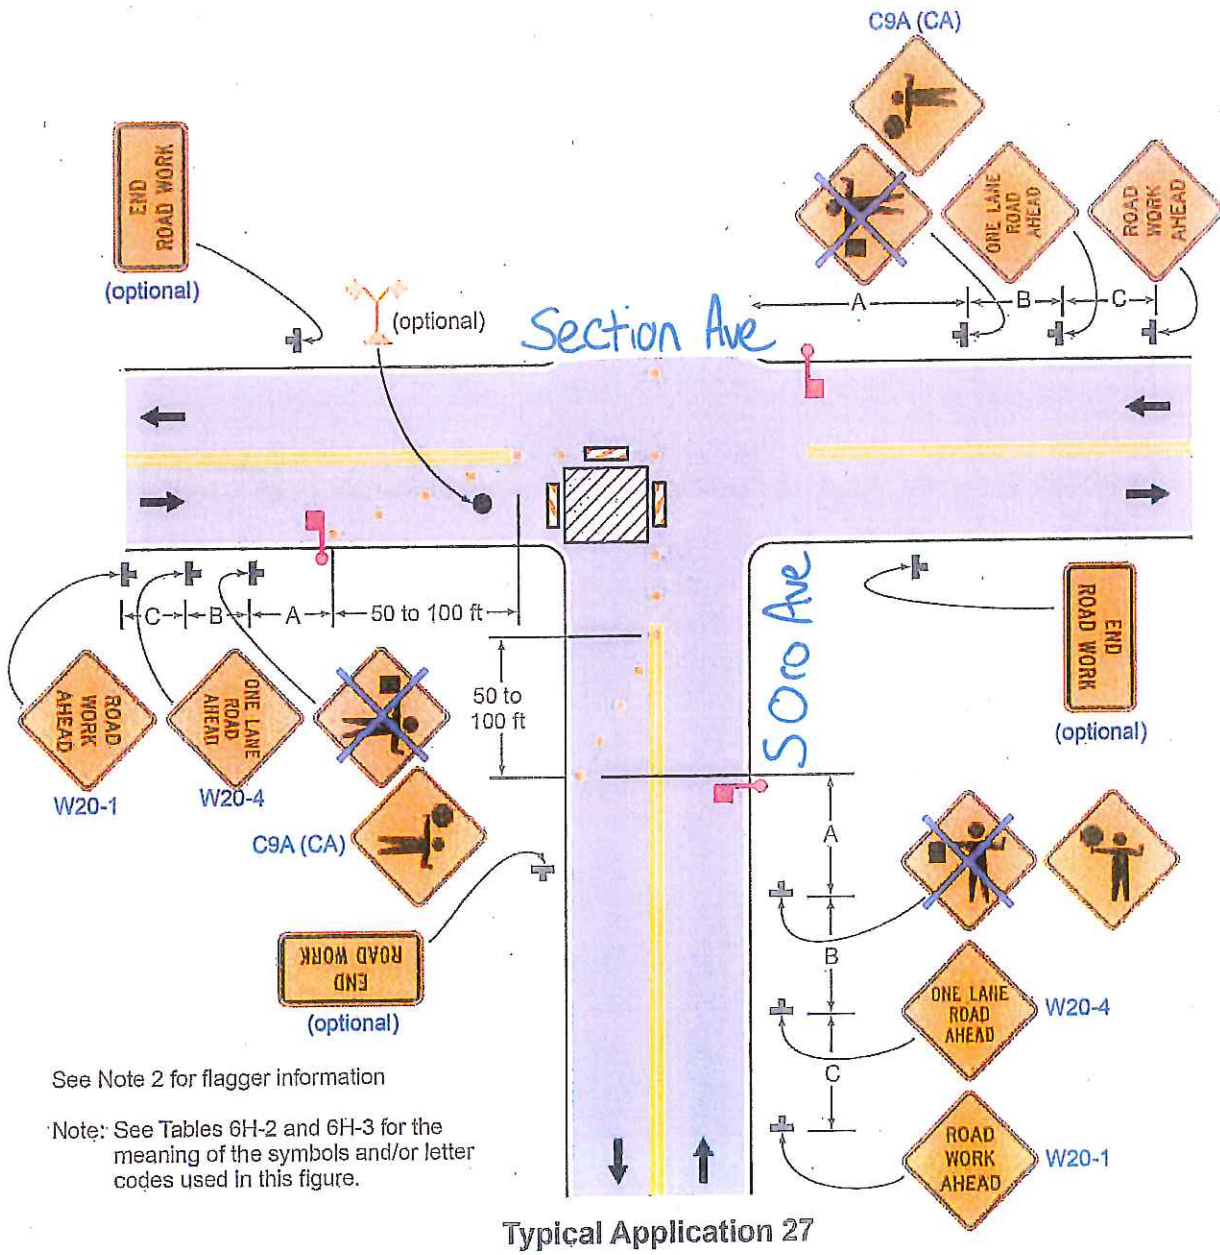 C9A (CA)
END
ROAD WORK
(optional)
(optional)
Section Ave
ONE LANE
ROAD
AHEAD
ROAD
WORK
AHEAD
A
B
C
C
B
A
50 to 100 ft
ROAD
WORK
AHEAD
W20-1
ONE LANE
ROAD
AHEAD
W20-4
C9A (CA)
50 to
100 ft
Soco Ave
END
ROAD WORK
(optional)
END
ROAD WORK
(optional)
A
B
C
ONE LANE
ROAD
AHEAD
W20-4
ROAD
WORK
AHEAD
W20-1
See Note 2 for flagger information
Note: See Tables 6H-2 and 6H-3 for the
meaning of the symbols and/or letter
codes used in this figure.
Typical Application 27